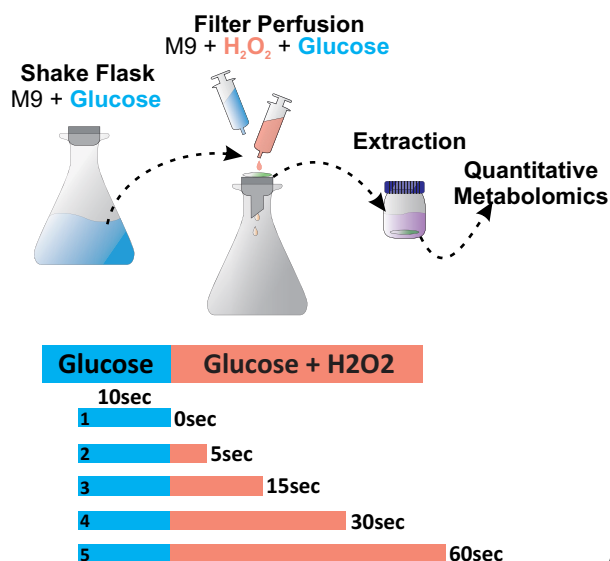 Filter Perfusion
M9 + H₂O₂ + Glucose
Shake Flask
M9 + Glucose
Extraction
Quantitative
Metabolomics
Glucose
Glucose + H2O2
10sec
1 0sec
2 5sec
3 15sec
4 30sec
5 60sec